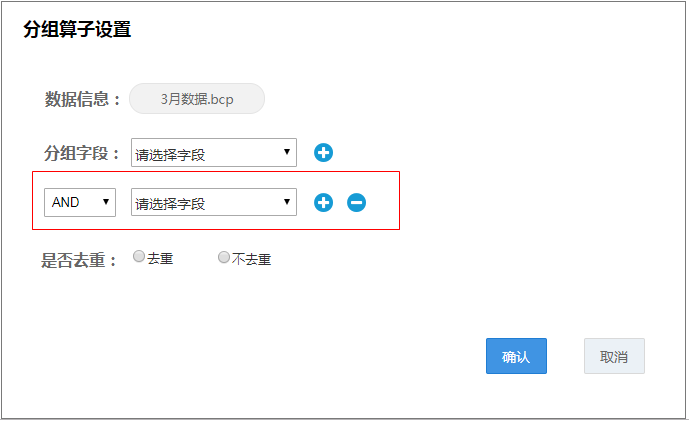 分组算子设置
数据信息： 3月数据.bcp
分组字段： 请选择字段
AND 请选择字段
是否去重： 去重 不去重
确认 取消